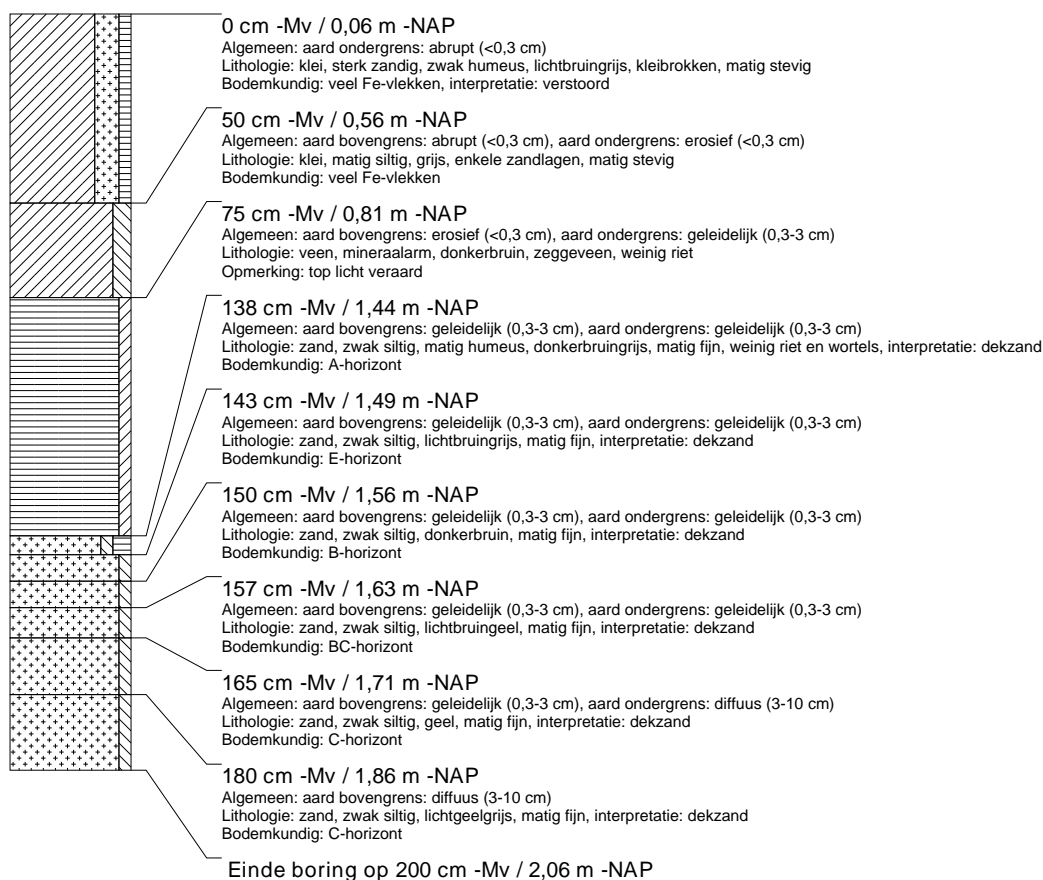 0 cm -Mv / 0,06 m -NAP
Algemeen: aard ondergrens: abrupt (<0,3 cm)
Lithologie: klei, sterk zandig, zwak humeus, lichtbruingrijs, kleibrokken, matig stevig
Bodemkundig: veel Fe-vlekken, interpretatie: verstoord
50 cm -Mv / 0,56 m -NAP
Algemeen: aard bovengrens: abrupt (<0,3 cm), aard ondergrens: erosief (<0,3 cm)
Lithologie: klei, matig siltig, grijs, enkele zandlagen, matig stevig
Bodemkundig: veel Fe-vlekken
75 cm -Mv / 0,81 m -NAP
Algemeen: aard bovengrens: erosief (<0,3 cm), aard ondergrens: geleidelijk (0,3-3 cm)
Lithologie: veen, mineraalarm, donkerbruin, zeggeveen, weinig riet
Opmerking: top licht veraard
138 cm -Mv / 1,44 m -NAP
Algemeen: aard bovengrens: geleidelijk (0,3-3 cm), aard ondergrens: geleidelijk (0,3-3 cm)
Lithologie: zand, zwak siltig, matig humeus, donkerbruingrijs, matig fijn, weinig riet en wortels, interpretatie: dekzand
Bodemkundig: A-horizont
143 cm -Mv / 1,49 m -NAP
Algemeen: aard bovengrens: geleidelijk (0,3-3 cm), aard ondergrens: geleidelijk (0,3-3 cm)
Lithologie: zand, zwak siltig, lichtbruingrijs, matig fijn, interpretatie: dekzand
Bodemkundig: E-horizont
150 cm -Mv / 1,56 m -NAP
Algemeen: aard bovengrens: geleidelijk (0,3-3 cm), aard ondergrens: geleidelijk (0,3-3 cm)
Lithologie: zand, zwak siltig, donkerbruin, matig fijn, interpretatie: dekzand
Bodemkundig: B-horizont
157 cm -Mv / 1,63 m -NAP
Algemeen: aard bovengrens: geleidelijk (0,3-3 cm), aard ondergrens: geleidelijk (0,3-3 cm)
Lithologie: zand, zwak siltig, lichtbruingeel, matig fijn, interpretatie: dekzand
Bodemkundig: BC-horizont
165 cm -Mv / 1,71 m -NAP
Algemeen: aard bovengrens: geleidelijk (0,3-3 cm), aard ondergrens: diffuus (3-10 cm)
Lithologie: zand, zwak siltig, geel, matig fijn, interpretatie: dekzand
Bodemkundig: C-horizont
180 cm -Mv / 1,86 m -NAP
Algemeen: aard bovengrens: diffuus (3-10 cm)
Lithologie: zand, zwak siltig, lichtgeelgrijs, matig fijn, interpretatie: dekzand
Bodemkundig: C-horizont
Einde boring op 200 cm -Mv / 2,06 m -NAP